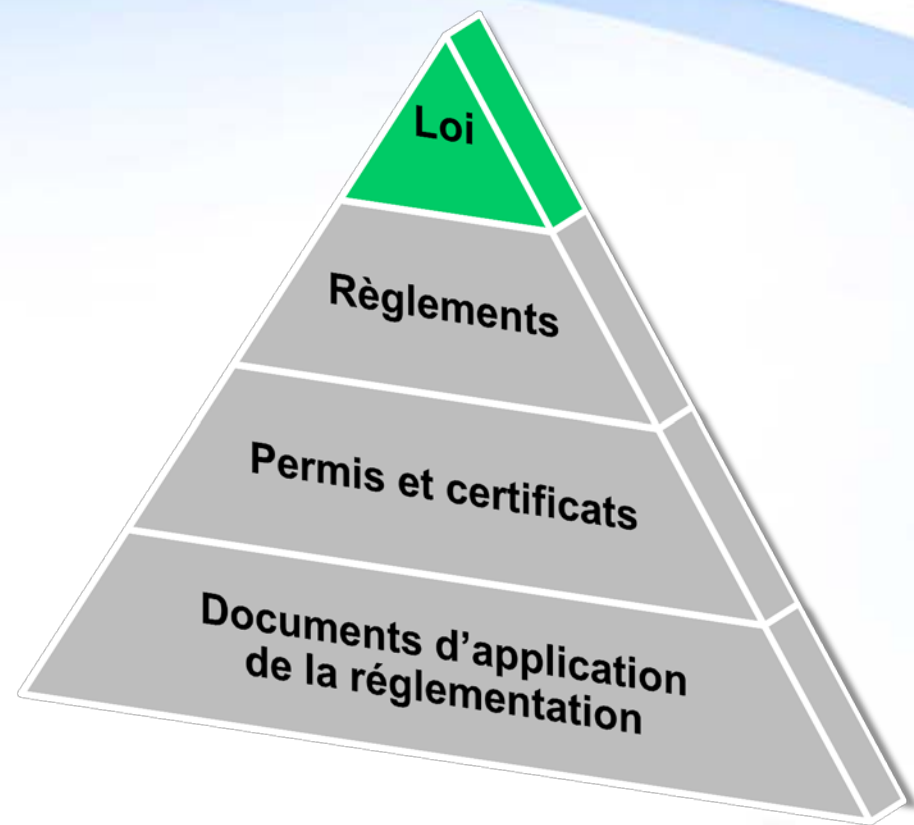 Loi
Règlements
Permis et certificats
Documents d’application
de la réglementation